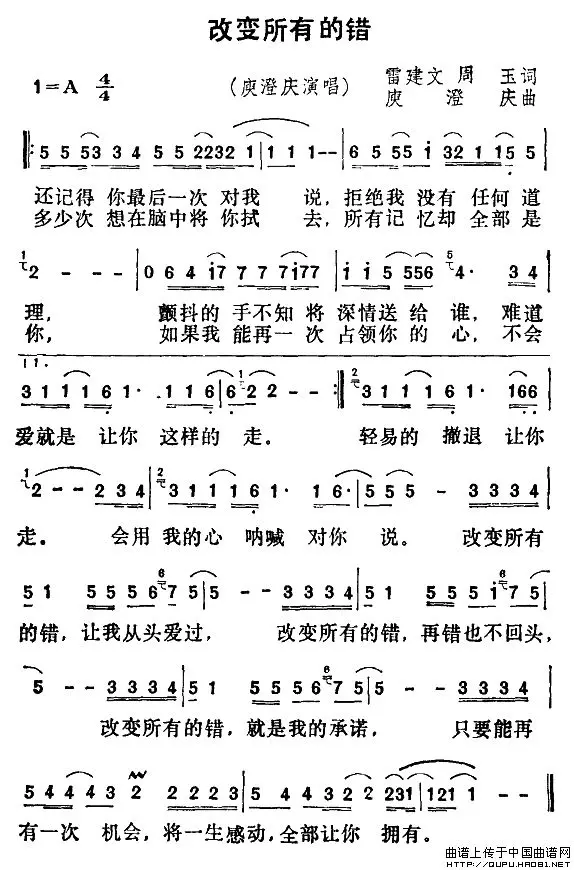 改变所有的错
1=A 4/4
(庾澄庆演唱)
雷建文 周 玉词
庾 澄 庆曲
5 5 53 3 4 5 5 2232 1 1 1 1 - - 6 5 55 i 32 1 1 5 5
还记得 你最后一次 对我 说，拒绝我 没有 任何 道
多少次 想在脑中将 你拭 去，所有记 忆却 全部 是
2 - - - 0 6 4 i7 7 7 7 i77 i i 5 556 4· 3 4
理， 颤抖的 手不知 将 深情送 给 谁，难道
你， 如果我 能再一 次 占领你 的 心，不会
1.
3 1 1 1 6 1· 1 1 6 6 2 2 - - 3 1 1 1 6 1· 1 6 6
爱就是 让你 这样的 走。 轻易的 撤退 让你
2 - - 2 3 4 3 1 1 1 6 1· 1 6· 5 5 5 - 3 3 3 4
走。 会用 我的心 呐喊 对你 说。 改变所有
5 1 5 5 5 6 7 5 5 - - 3 3 3 4 5 1 5 5 5 i 7 5
的错，让我从头爱过， 改变所有的错，再错也不回头，
5 - - 3 3 3 4 5 1 5 5 5 6 7 5 5 - - 3 3 3 4
改变所有的错，就是我的承诺， 只要能再
5 4 4 4 3 2 2 2 2 3 5 4 4 3 2 2 231 121 1
有一次 机会，将一生感动，全部让你 拥有。
曲谱上传于中国曲谱网
WWW.QUPU.HAO81.NET